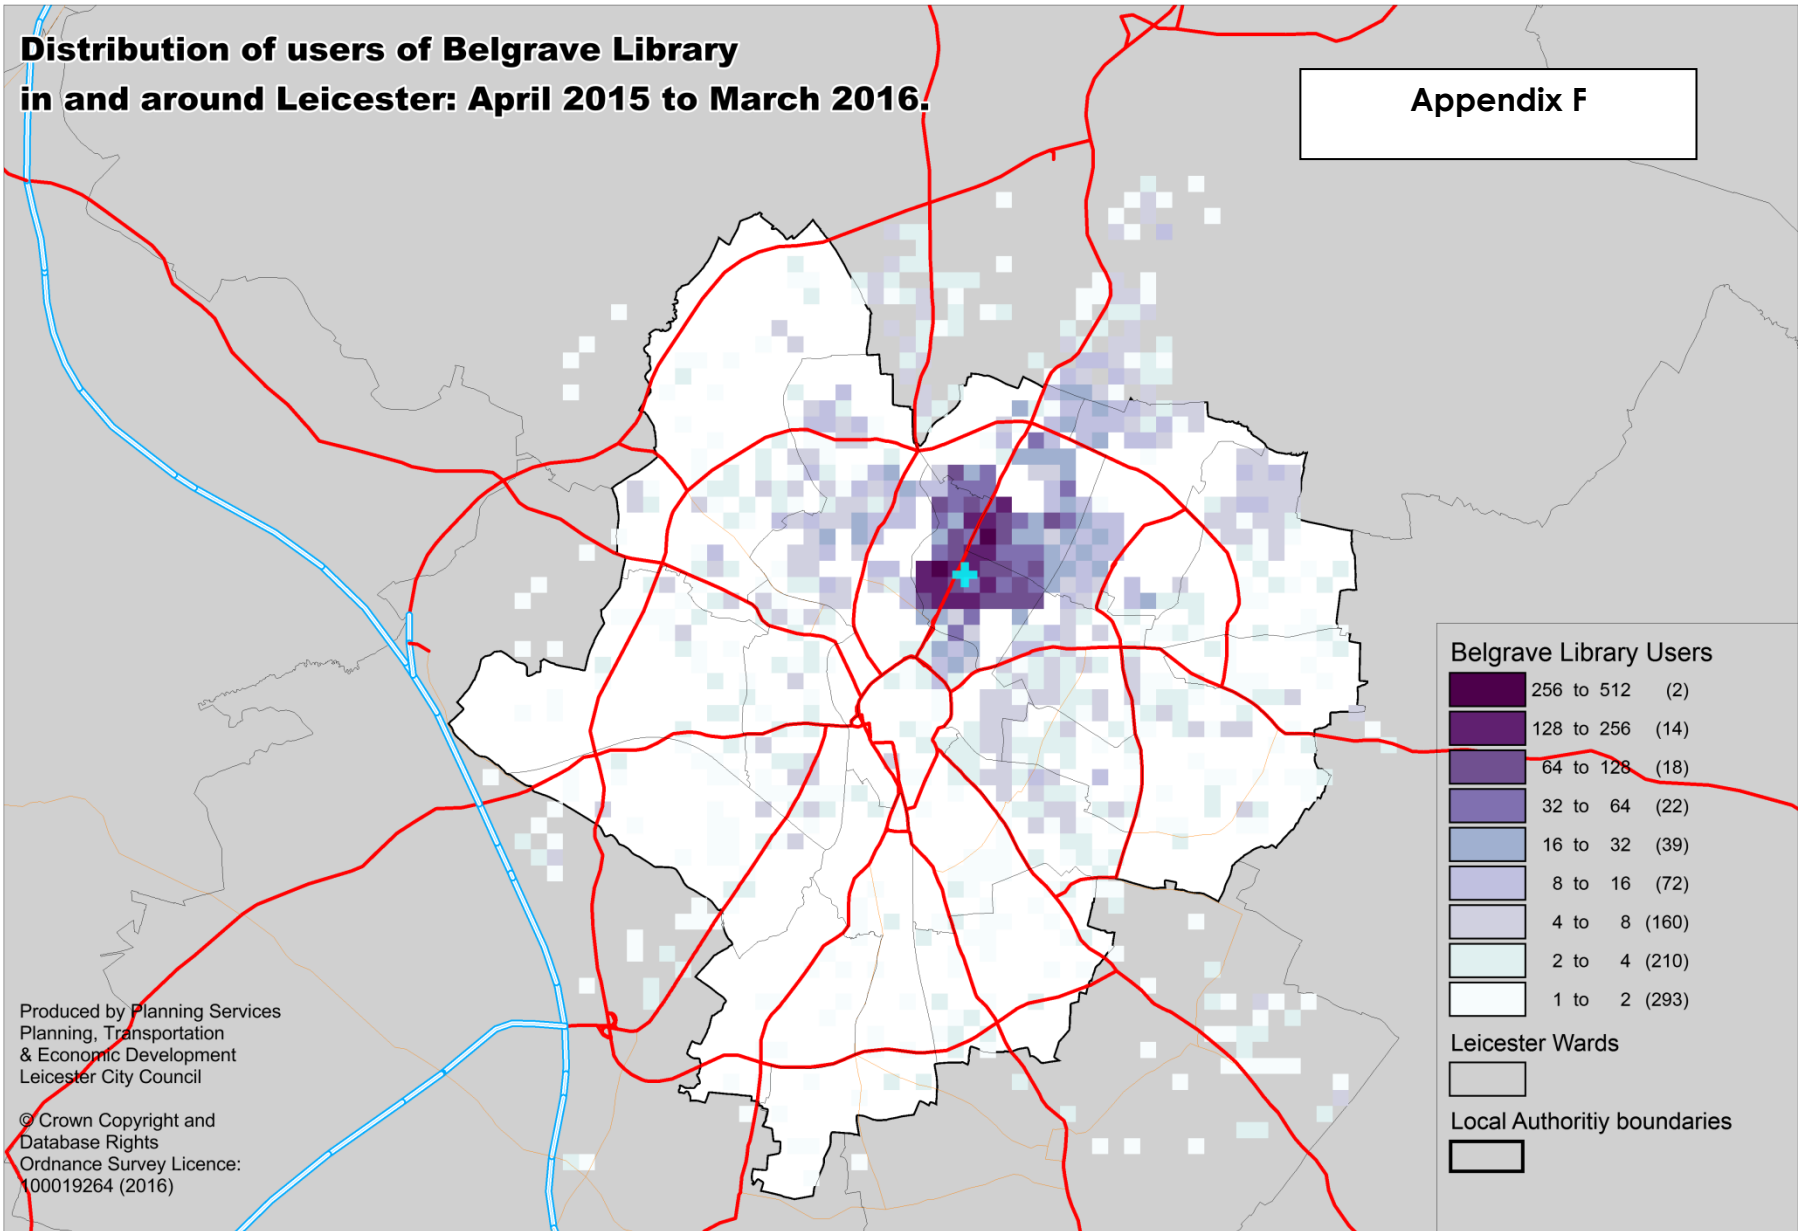 Distribution of users of Belgrave Library
in and around Leicester: April 2015 to March 2016.
Appendix F
Belgrave Library Users
256 to 512 (2)
128 to 256 (14)
64 to 128 (18)
32 to 64 (22)
16 to 32 (39)
8 to 16 (72)
4 to 8 (160)
2 to 4 (210)
1 to 2 (293)
Leicester Wards
Local Authoritiy boundaries
Produced by Planning Services
Planning, Transportation
& Economic Development
Leicester City Council
© Crown Copyright and
Database Rights
Ordnance Survey Licence:
100019264 (2016)